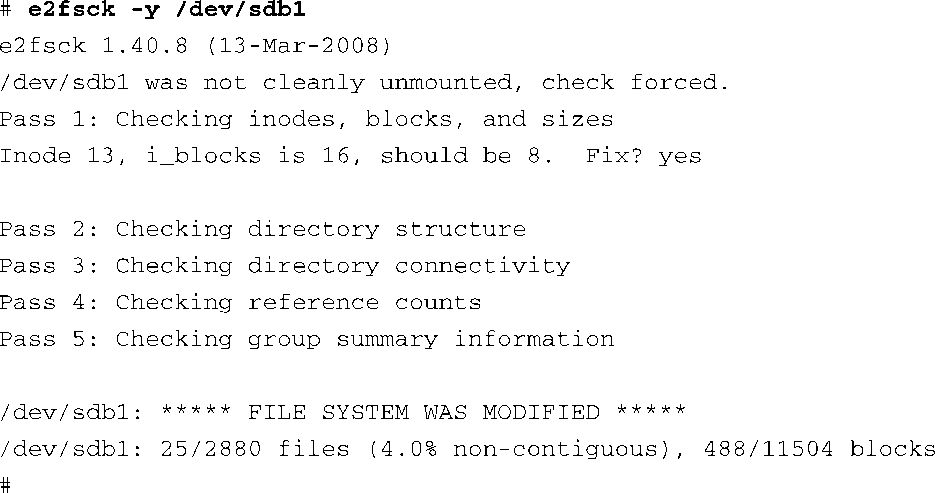 # e2fsck -y /dev/sdb1
e2fsck 1.40.8 (13-Mar-2008)
/dev/sdb1 was not cleanly unmounted, check forced.
Pass 1: Checking inodes, blocks, and sizes
Inode 13, i_blocks is 16, should be 8.  Fix? yes
Pass 2: Checking directory structure
Pass 3: Checking directory connectivity
Pass 4: Checking reference counts
Pass 5: Checking group summary information
/dev/sdb1: ***** FILE SYSTEM WAS MODIFIED *****
/dev/sdb1: 25/2880 files (4.0% non-contiguous), 488/11504 blocks
#